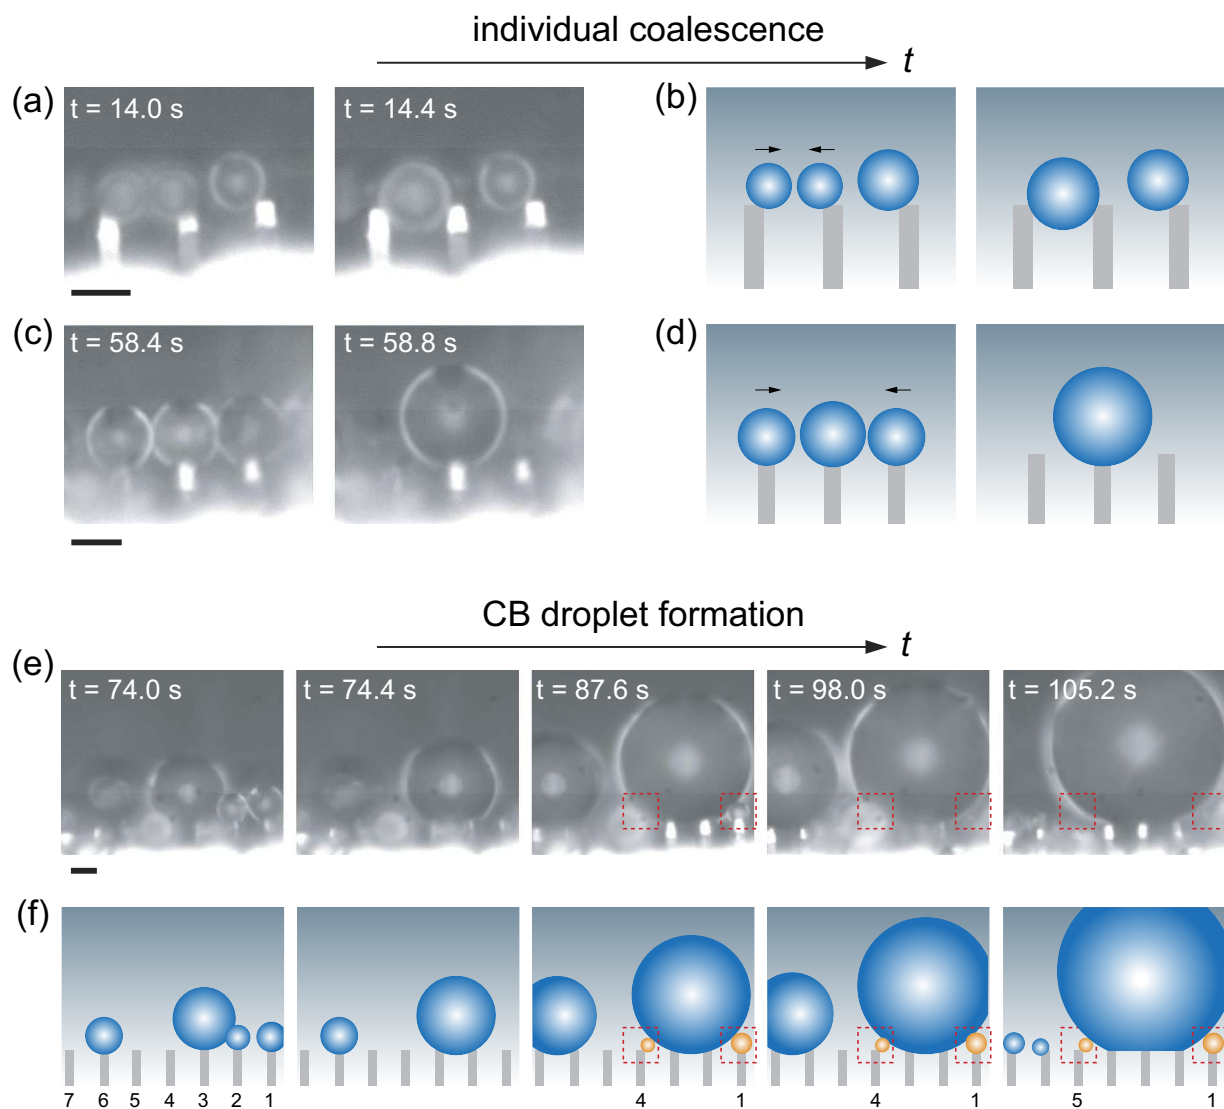 individual coalescence
t
(a)
t = 14.0 s
t = 14.4 s
(b)
(c)
t = 58.4 s
t = 58.8 s
(d)
CB droplet formation
t
(e)
t = 74.0 s
t = 74.4 s
t = 87.6 s
t = 98.0 s
t = 105.2 s
(f)
7 6 5 4 3 2 1
4 1
4 1
5 1